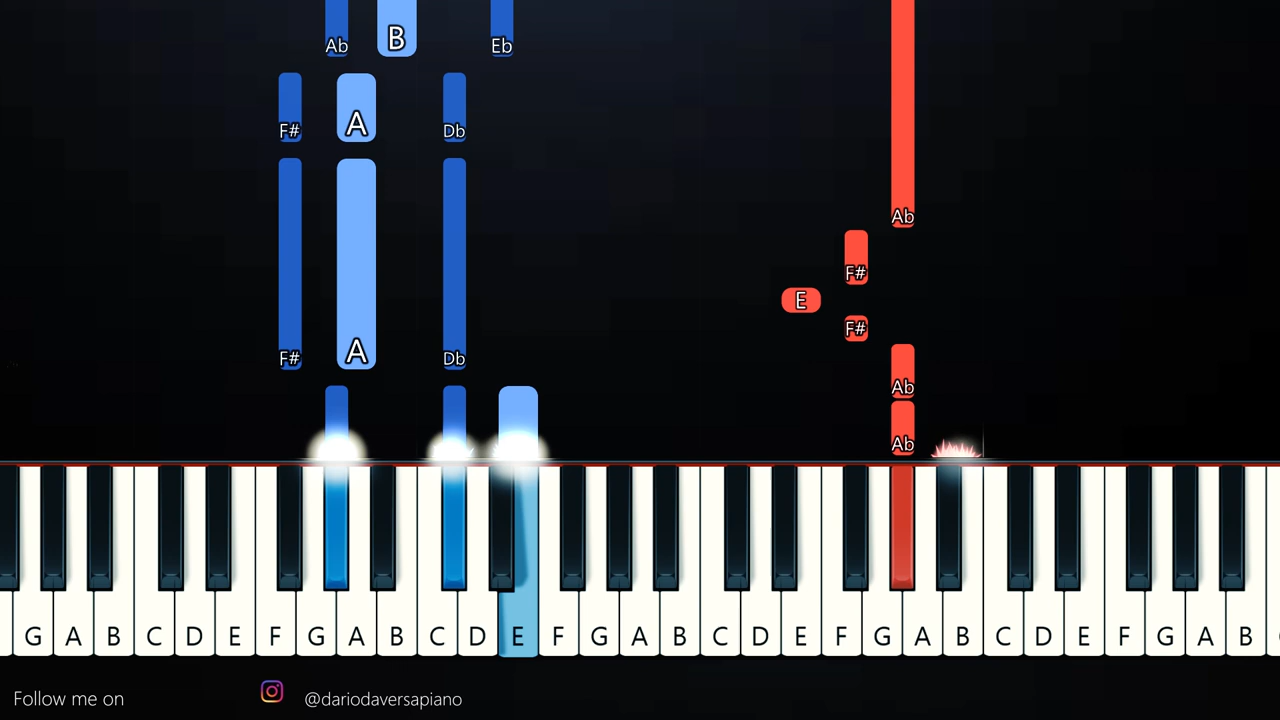 Ab B Eb
F# A Db
Ab
F#
E
F#
F# A Db
Ab
Ab
G A B C D E F G A B C D E F G A B C D E F G A B C D E F G A B
Follow me on @dariodaversapiano